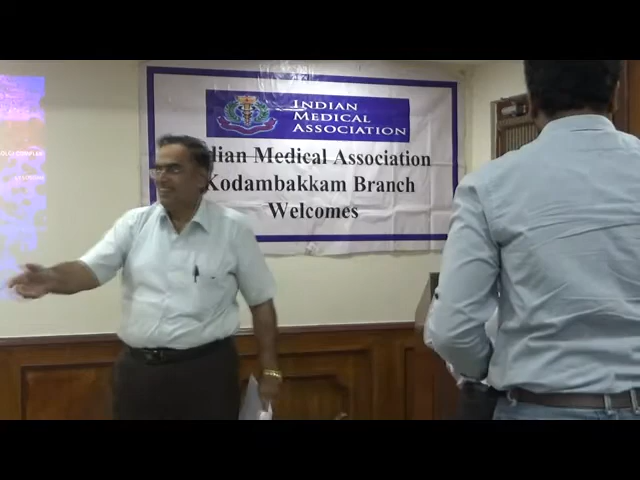 INDIAN
MEDICAL
ASSOCIATION
dian Medical Association
Kodambakkam Branch
Welcomes